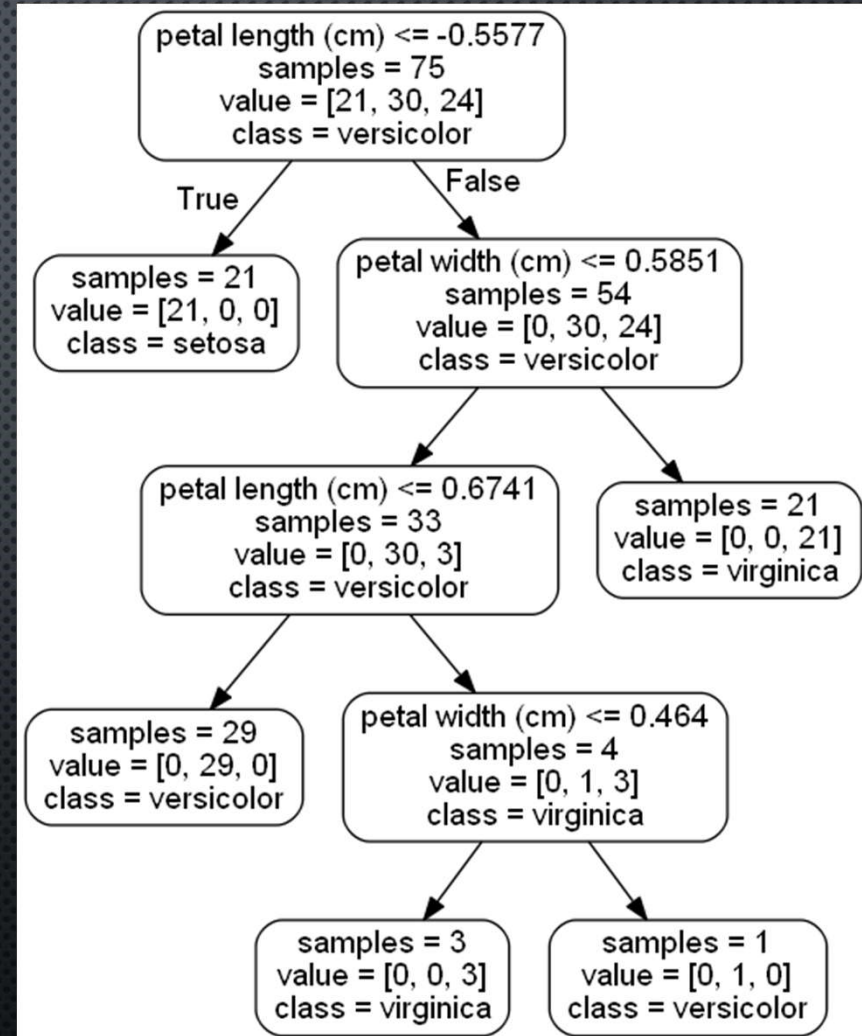 petal length (cm) <= -0.5577
samples = 75
value = [21, 30, 24]
class = versicolor
True
False
samples = 21
value = [21, 0, 0]
class = setosa
petal width (cm) <= 0.5851
samples = 54
value = [0, 30, 24]
class = versicolor
petal length (cm) <= 0.6741
samples = 33
value = [0, 30, 3]
class = versicolor
samples = 21
value = [0, 0, 21]
class = virginica
samples = 29
value = [0, 29, 0]
class = versicolor
petal width (cm) <= 0.464
samples = 4
value = [0, 1, 3]
class = virginica
samples = 3
value = [0, 0, 3]
class = virginica
samples = 1
value = [0, 1, 0]
class = versicolor